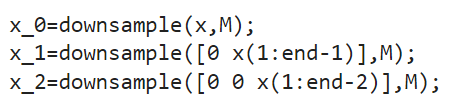 x_0=downsample(x,M);
x_1=downsample([0 x(1:end-1)],M);
x_2=downsample([0 0 x(1:end-2)],M);